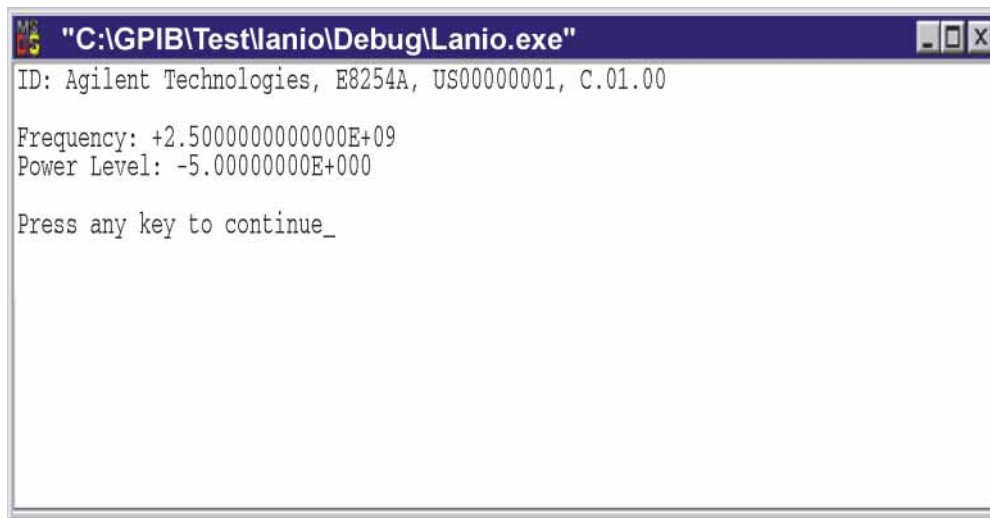 "C:\GPIB\Test\lanio\Debug\Lanio.exe"
ID: Agilent Technologies, E8254A, US00000001, C.01.00
Frequency: +2.5000000000000E+09
Power Level: -5.00000000E+000
Press any key to continue_